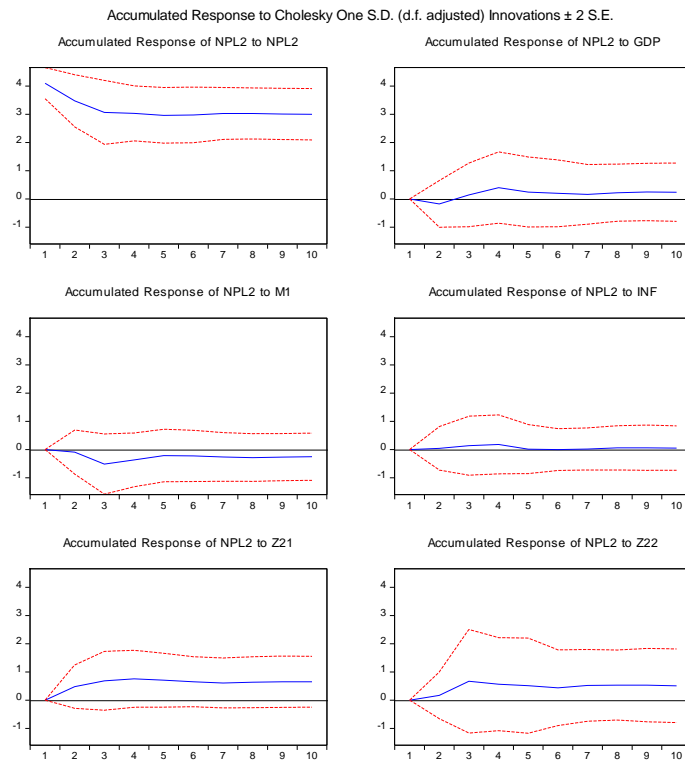 Accumulated Response to Cholesky One S.D. (d.f. adjusted) Innovations ± 2 S.E.
Accumulated Response of NPL2 to NPL2
4
3
2
1
0
-1
1 2 3 4 5 6 7 8 9 10
Accumulated Response of NPL2 to GDP
4
3
2
1
0
-1
1 2 3 4 5 6 7 8 9 10
Accumulated Response of NPL2 to M1
4
3
2
1
0
-1
1 2 3 4 5 6 7 8 9 10
Accumulated Response of NPL2 to INF
4
3
2
1
0
-1
1 2 3 4 5 6 7 8 9 10
Accumulated Response of NPL2 to Z21
4
3
2
1
0
-1
1 2 3 4 5 6 7 8 9 10
Accumulated Response of NPL2 to Z22
4
3
2
1
0
-1
1 2 3 4 5 6 7 8 9 10